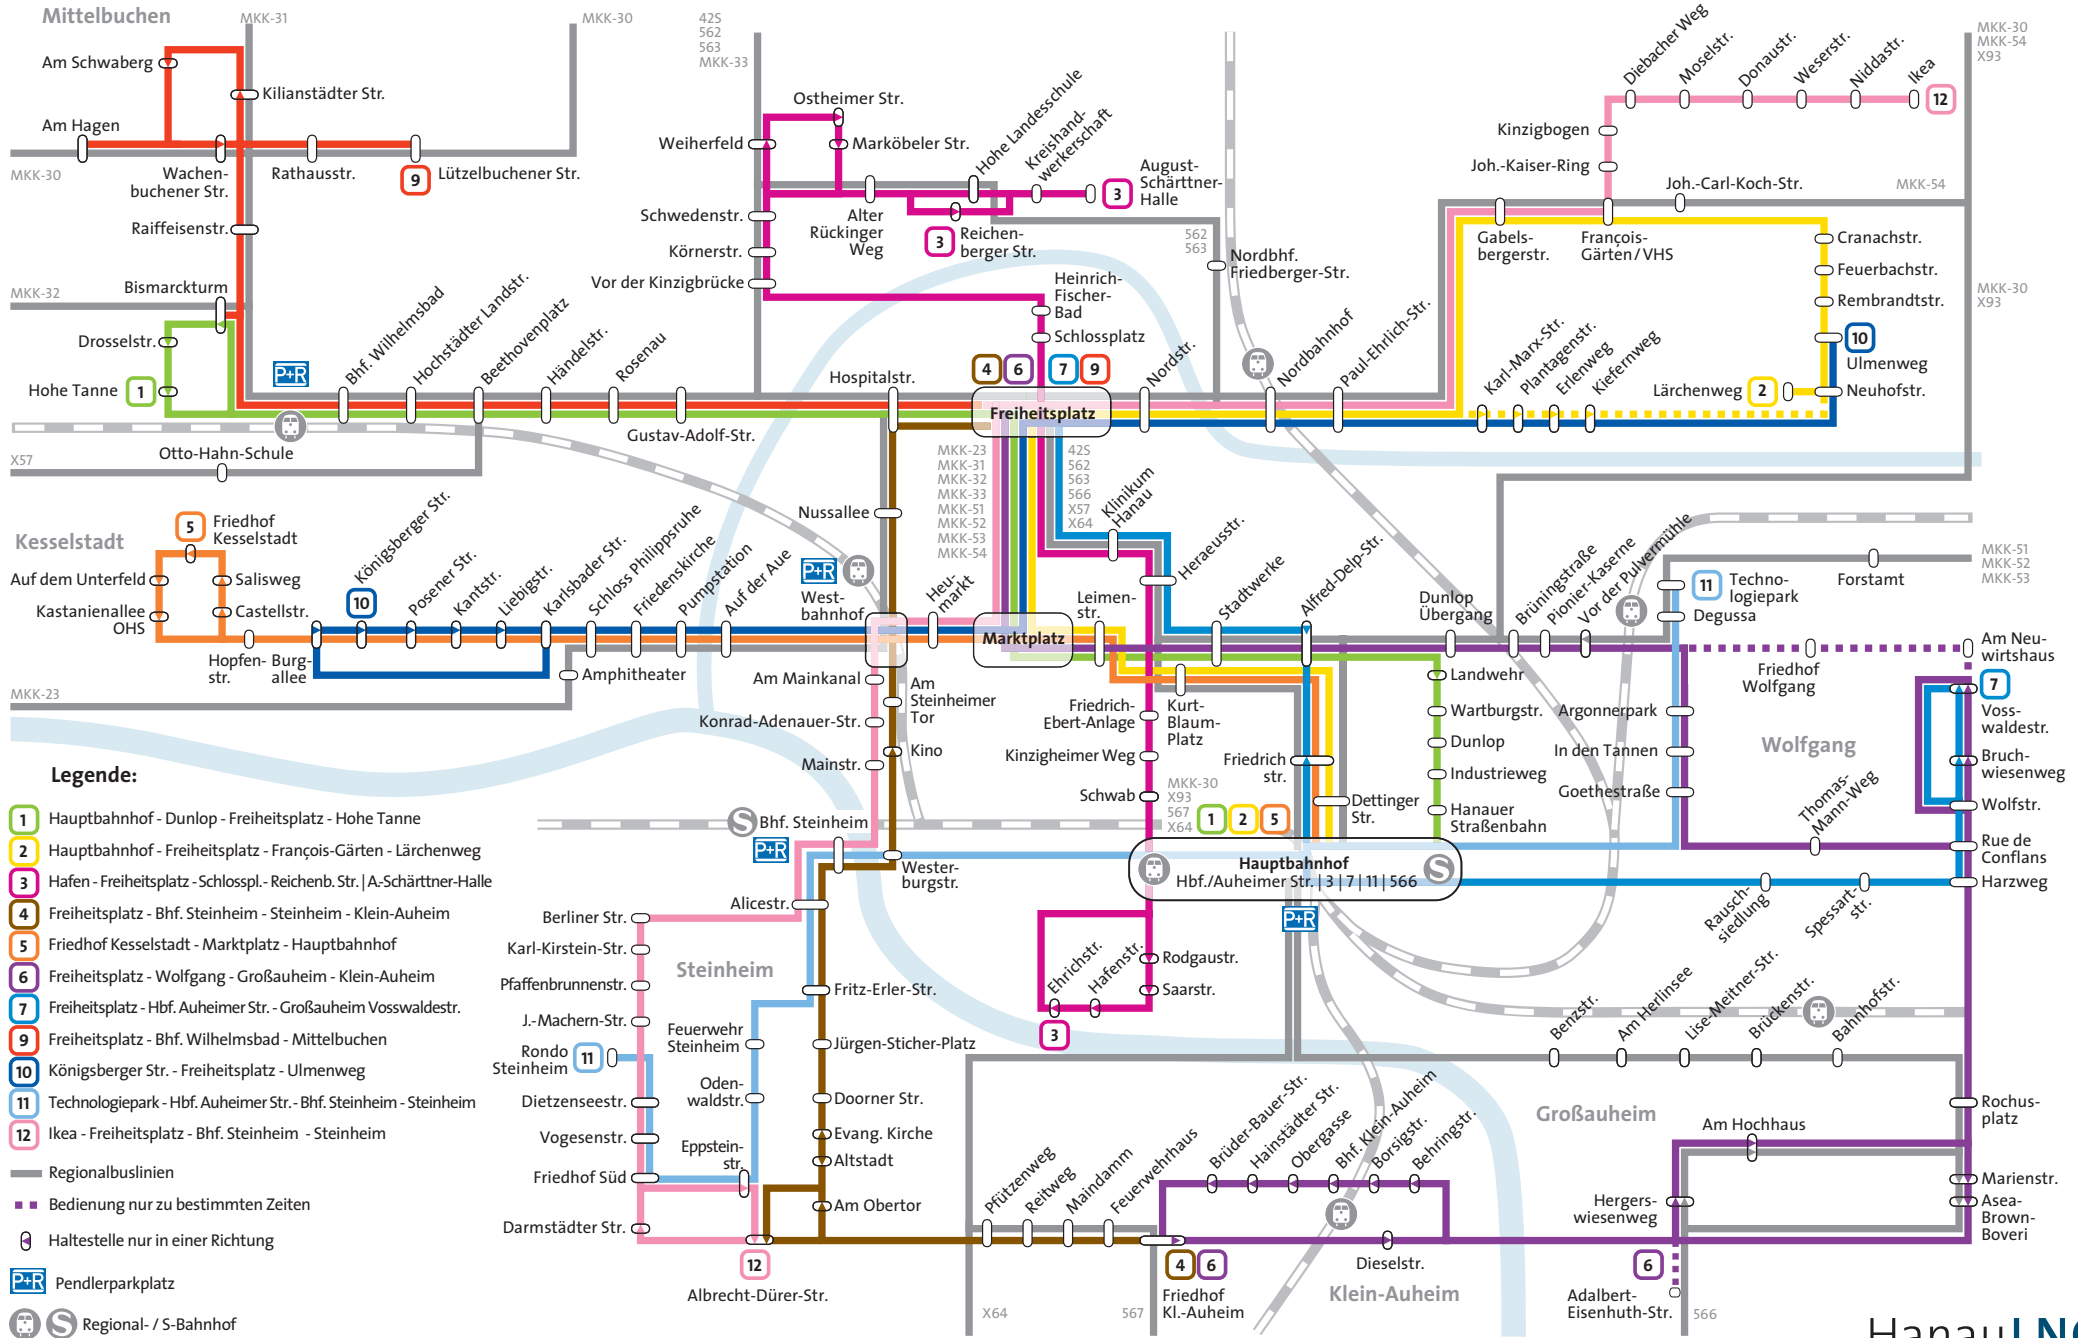 Mittelbuchen
MKK-31
MKK-30
42S
562
563
MKK-33
MKK-30
MKK-54
X93
Am Schwaberg
Kilianstädter Str.
Am Hagen
MKK-30
Wachen-
buchener Str.
Rathausstr.
9
Lützelbuchener Str.
Raiffeisenstr.
Bismarckturm
MKK-32
Drosselstr.
Hohe Tanne
1
P+R
Bhf. Wilhelmsbad
Hochstädter Landstr.
Beethovenplatz
Händelstr.
Rosenau
Gustav-Adolf-Str.
Hospitalstr.
Otto-Hahn-Schule
X57
Ostheimer Str.
Weiherfeld
Marköbeler Str.
Hohe Landesschule
Kreishand-
werkerschaft
August-
Schärttner-
Halle
3
Schwedenstr.
Alter
Rückinger
Weg
3
Reichen-
berger Str.
Körnerstr.
Vor der Kinzigbrücke
Heinrich-
Fischer-
Bad
Schlossplatz
562
563
Nordbhf.
Friedberger-Str.
4
6
7
9
Freiheitsplatz
Nordstr.
Nordbahnhof
Paul-Ehrlich-Str.
Diebacher Weg
Moselstr.
Donaustr.
Weserstr.
Niddastr.
Ikea
12
Kinzigbogen
Joh.-Kaiser-Ring
Joh.-Carl-Koch-Str.
MKK-54
Gabels-
bergerstr.
François-
Gärten/VHS
Cranachstr.
Feuerbachstr.
Rembrandtstr.
MKK-30
X93
10
Ulmenweg
Karl-Marx-Str.
Plantagenstr.
Erlenweg
Kiefernweg
Lärchenweg
2
Neuhofstr.
MKK-23
MKK-31
MKK-32
MKK-33
MKK-51
MKK-52
MKK-53
MKK-54
42S
562
563
566
X57
X64
Klinikum
Hanau
Heraeusstr.
Stadtwerke
Alfred-Delp-Str.
Nussallee
P+R
West-
bahnhof
Heu-
markt
Marktplatz
Leimen-
str.
Kesselstadt
5
Friedhof
Kesselstadt
Auf dem Unterfeld
Salisweg
Kastanienallee
OHS
Castellstr.
Hopfen-
str.
Burg-
allee
10
Königsberger Str.
Posener Str.
Kantstr.
Liebigstr.
Karlsbader Str.
Schloss Philippsruhe
Friedenskirche
Pumpstation
Auf der Aue
Amphitheater
MKK-23
Dunlop
Übergang
Brüningstraße
Pionier-Kaserne
Vor der Pulvermühle
11
Techno-
logiepark
Degussa
Forstamt
MKK-51
MKK-52
MKK-53
Friedhof
Wolfgang
Am Neu-
wirtshaus
7
Voss-
waldestr.
Bruch-
wiesenweg
Wolfstr.
Rue de
Conflans
Harzweg
Wolfgang
Argonnerpark
In den Tannen
Goethestraße
Thomas-
Mann-Weg
Rausch-
siedlung
Spessart-
str.
Landwehr
Wartburgstr.
Dunlop
Industrieweg
Hanauer
Straßenbahn
Am Mainkanal
Konrad-Adenauer-Str.
Mainstr.
Am
Steinheimer
Tor
Kino
Friedrich-
Ebert-Anlage
Kinzigheimer Weg
Schwab
Kurt-
Blaum-
Platz
Friedrich
str.
Dettinger
Str.
MKK-30
X93
567
X64
1
2
5
Hauptbahnhof
Hbf./Auheimer Str. | 3 | 7 | 11 | 566
P+R
Bhf. Steinheim
P+R
Wester-
burgstr.
Alicestr.
Berliner Str.
Karl-Kirstein-Str.
Pfaffenbrunnenstr.
J.-Machern-Str.
Rondo
Steinheim
11
Dietzenseestr.
Vogesenstr.
Friedhof Süd
Darmstädter Str.
Steinheim
Feuerwehr
Steinheim
Oden-
waldstr.
Eppstein-
str.
Fritz-Erler-Str.
Jürgen-Sticher-Platz
Doorner Str.
Evang. Kirche
Altstadt
Am Obertor
12
Albrecht-Dürer-Str.
Ehrichstr.
Hafenstr.
Rodgaustr.
Saarstr.
3
Pfützenweg
Reitweg
Maindamm
Feuerwehrhaus
Brüder-Bauer-Str.
Hainstädter Str.
Obergasse
Bhf. Klein-Auheim
Borsigstr.
Behringstr.
4
6
Friedhof
Kl.-Auheim
Dieselstr.
Klein-Auheim
X64
567
566
Benzstr.
Am Herlinsee
Lise-Meitner-Str.
Brückenstr.
Bahnhofstr.
Großauheim
Am Hochhaus
Rochus-
platz
Marienstr.
Asea-
Brown-
Boveri
Hergers-
wiesenweg
6
Adalbert-
Eisenhuth-Str.
Legende:
1 Hauptbahnhof - Dunlop - Freiheitsplatz - Hohe Tanne
2 Hauptbahnhof - Freiheitsplatz - François-Gärten - Lärchenweg
3 Hafen - Freiheitsplatz - Schlosspl.- Reichenb. Str. | A-Schärttner-Halle
4 Freiheitsplatz - Bhf. Steinheim - Steinheim - Klein-Auheim
5 Friedhof Kesselstadt - Marktplatz - Hauptbahnhof
6 Freiheitsplatz - Wolfgang - Großauheim - Klein-Auheim
7 Freiheitsplatz - Hbf. Auheimer Str. - Großauheim Vosswaldestr.
9 Freiheitsplatz - Bhf. Wilhelmsbad - Mittelbuchen
10 Königsberger Str. - Freiheitsplatz - Ulmenweg
11 Technologiepark - Hbf. Auheimer Str.- Bhf. Steinheim - Steinheim
12 Ikea - Freiheitsplatz - Bhf. Steinheim - Steinheim
Regionalbuslinien
Bedienung nur zu bestimmten Zeiten
Haltestelle nur in einer Richtung
P+R Pendlerparkplatz
S Regional- / S-Bahnhof